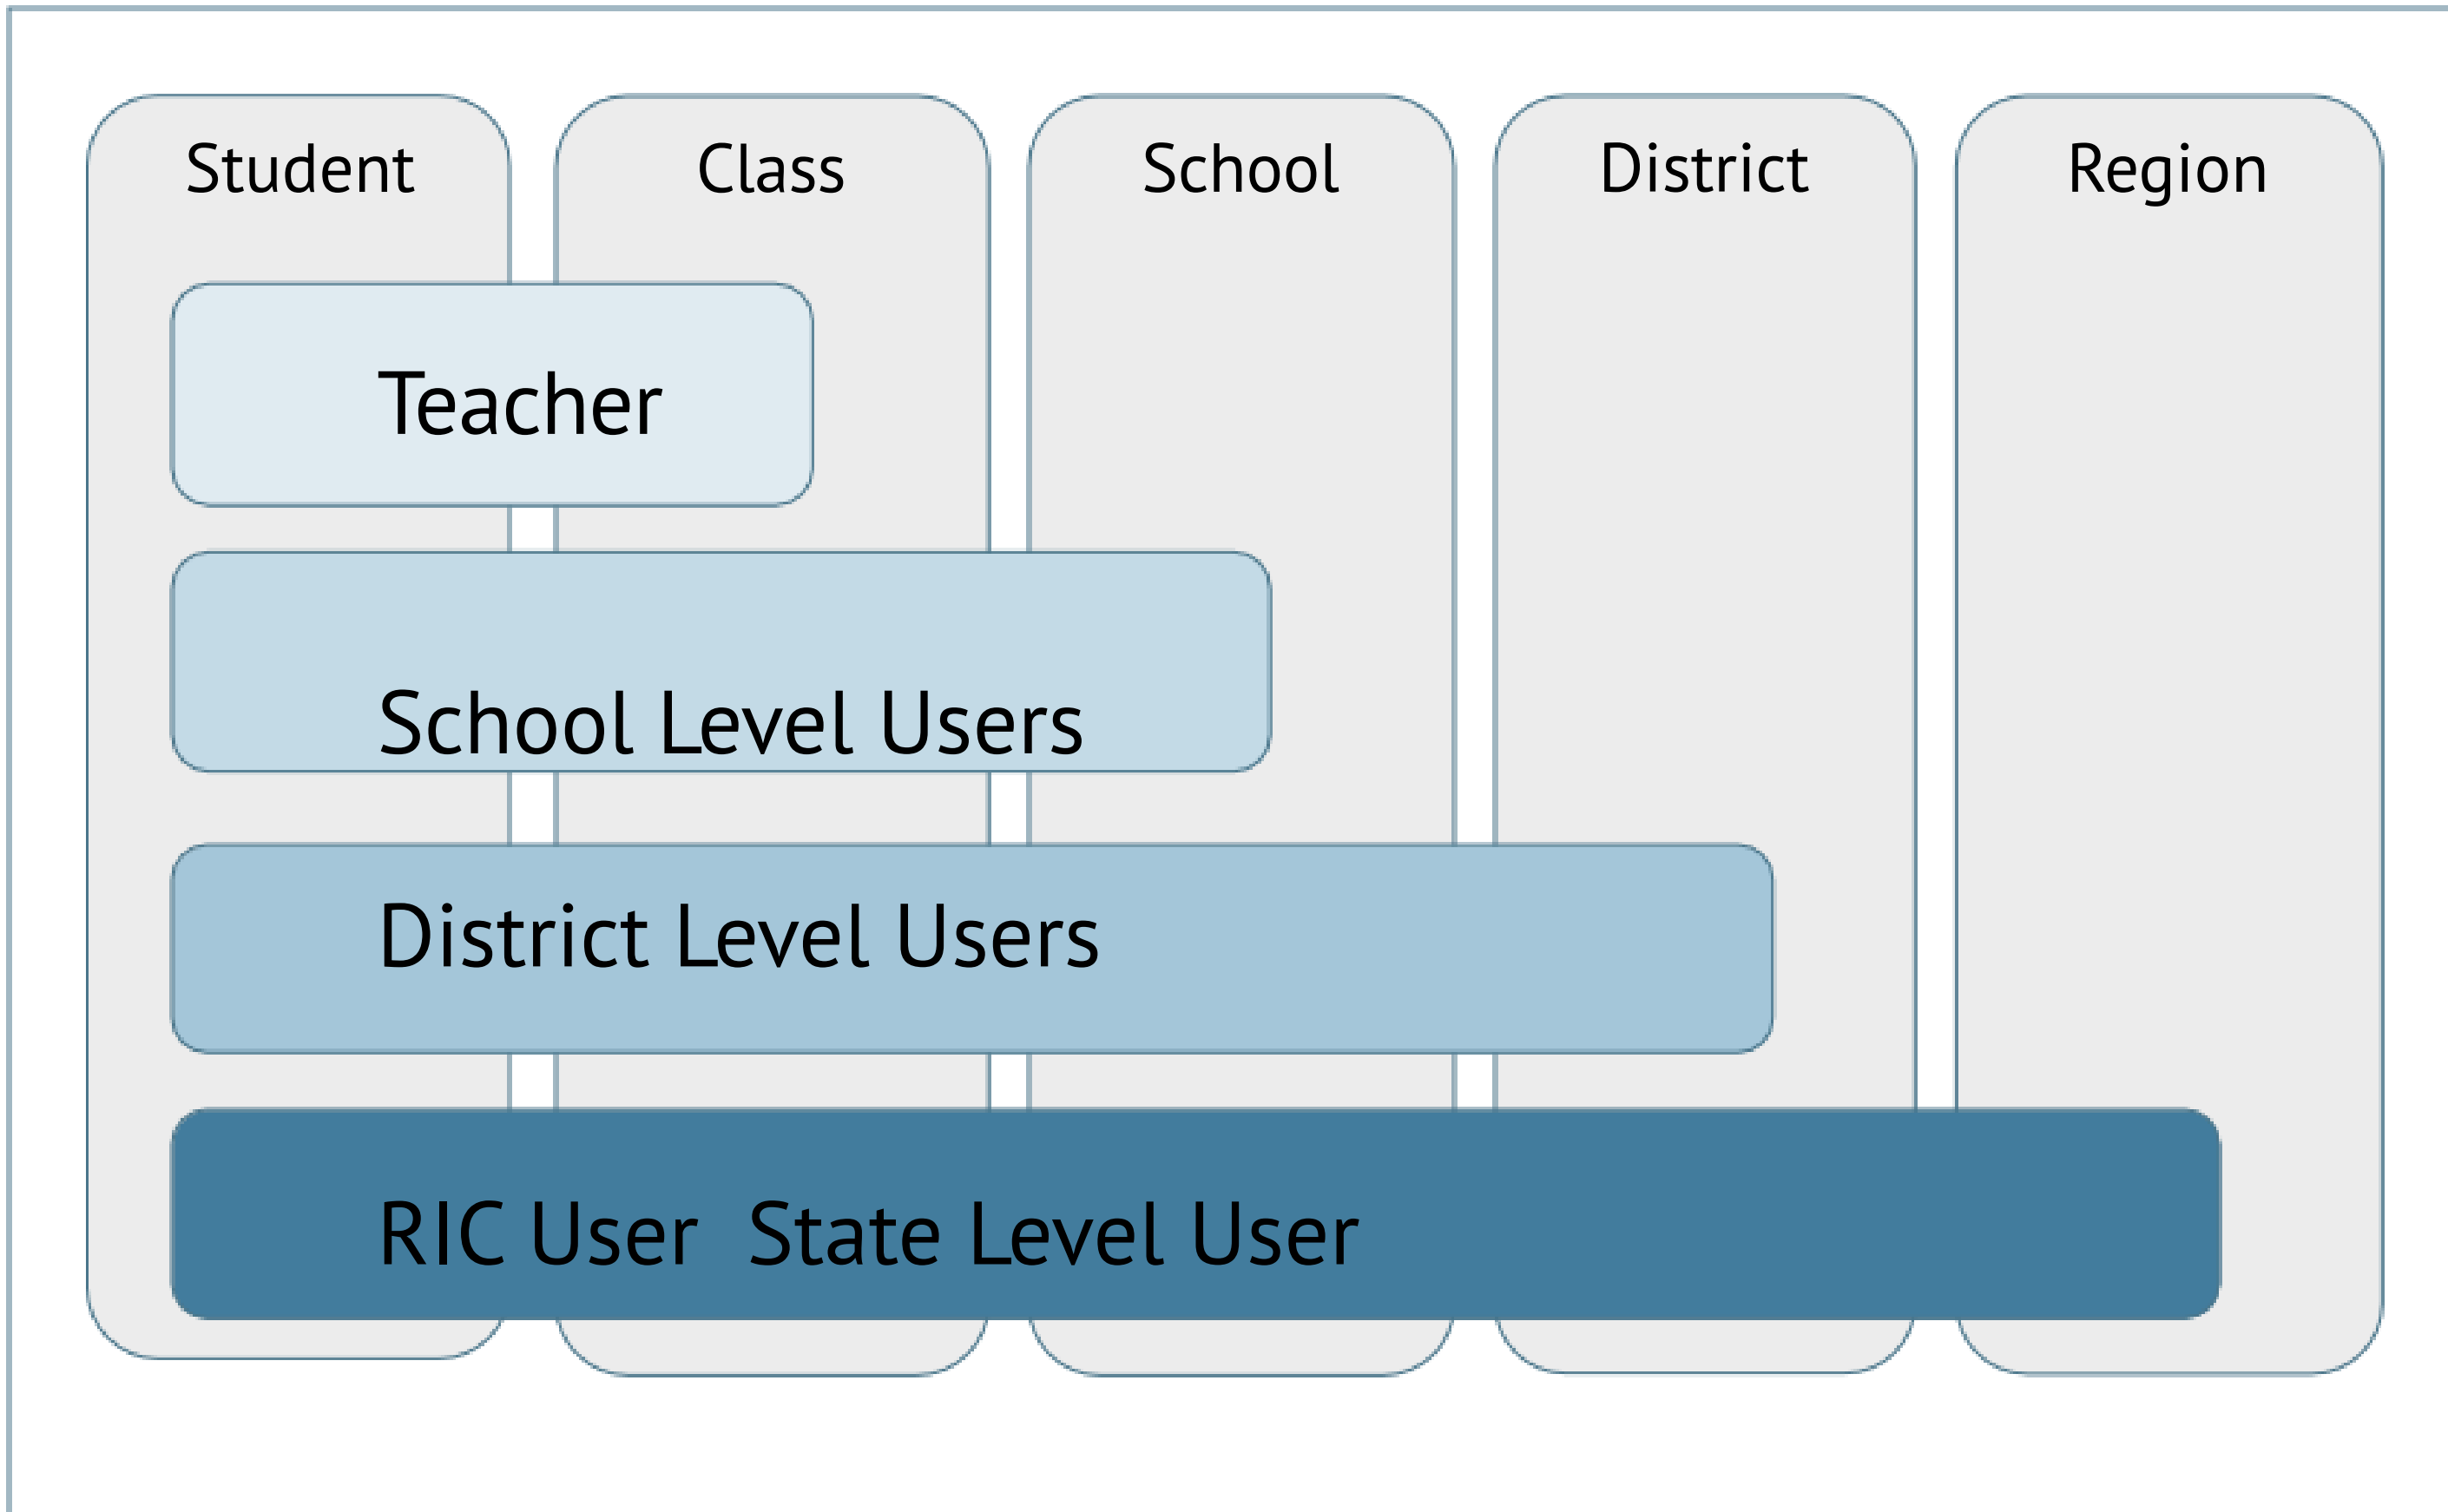 Student Class School District Region
Teacher
School Level Users
District Level Users
RIC User  State Level User